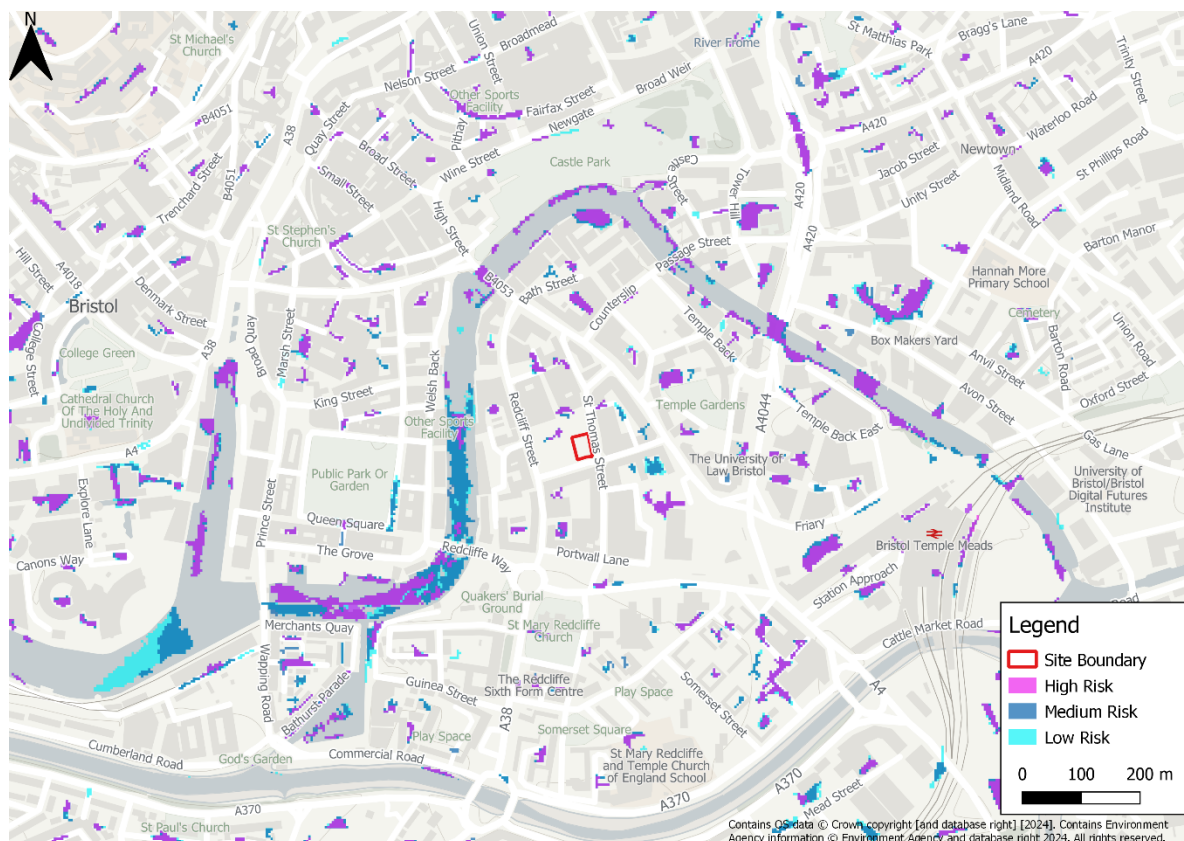 N
St Michael's
Church
Union Street
Broadmead
River Frome
St Matthias Park
Bragg's Lane
A420
Trinity Street
Nelson Street
Other Sports
Facility
Fairfax Street
Broad Weir
B4051
A38
Quay Street
Pithay
Newgate
Waterloo Road
A420
Newtown
St Phillips Road
Trenchard Street
B4051
Small Street
Broad Street
Wine Street
Castle Park
Castle Street
Tower Hill
A420
Jacob Street
Unity Street
Midland Road
High Street
St Stephen's
Church
A420
Barton Manor
Hill Street
A4018
Passage Street
B4053
Bath Street
Counterslip
Hannah More
Primary School
Bristol
Denmark Street
Cemetery
Temple Back
Box Makers Yard
Union Road
College Street
College Green
A38
Broad Quay
Marsh Street
Welsh Back
Anvil Street
Barton Road
King Street
Redcliff Street
St Thomas Street
Temple Gardens
A4044
Avon Street
Oxford Street
Cathedral Church
Of The Holy And
Undivided Trinity
Other Sports
Facility
Temple Back East
Gas Lane
A4
Public Park Or
Garden
The University of
Law Bristol
University of
Bristol/Bristol
Digital Futures
Institute
Explore Lane
Prince Street
Queen Square
Friary
The Grove
Redcliffe Way
Portwall Lane
Bristol Temple Meads
Canons Way
Station Approach
Quakers' Burial
Ground
Road
Merchants Quay
St Mary Redcliffe
Church
Cattle Market Road
Wapping Road
Guinea Street
The Redcliffe
Sixth Form Centre
Play Space
Somerset Street
A4
Bathurst Parade
A38
Play Space
Somerset Square
Cumberland Road
God's Garden
Commercial Road
St Mary Redcliffe
and Temple Church
of England School
A370
A370
A370
Mead Street
St Paul's Church
Legend
Site Boundary
High Risk
Medium Risk
Low Risk
0 100 200 m
Contains OS data © Crown copyright [and database right] [2024]. Contains Environment
Agency information © Environment Agency and database right 2024. All rights reserved.